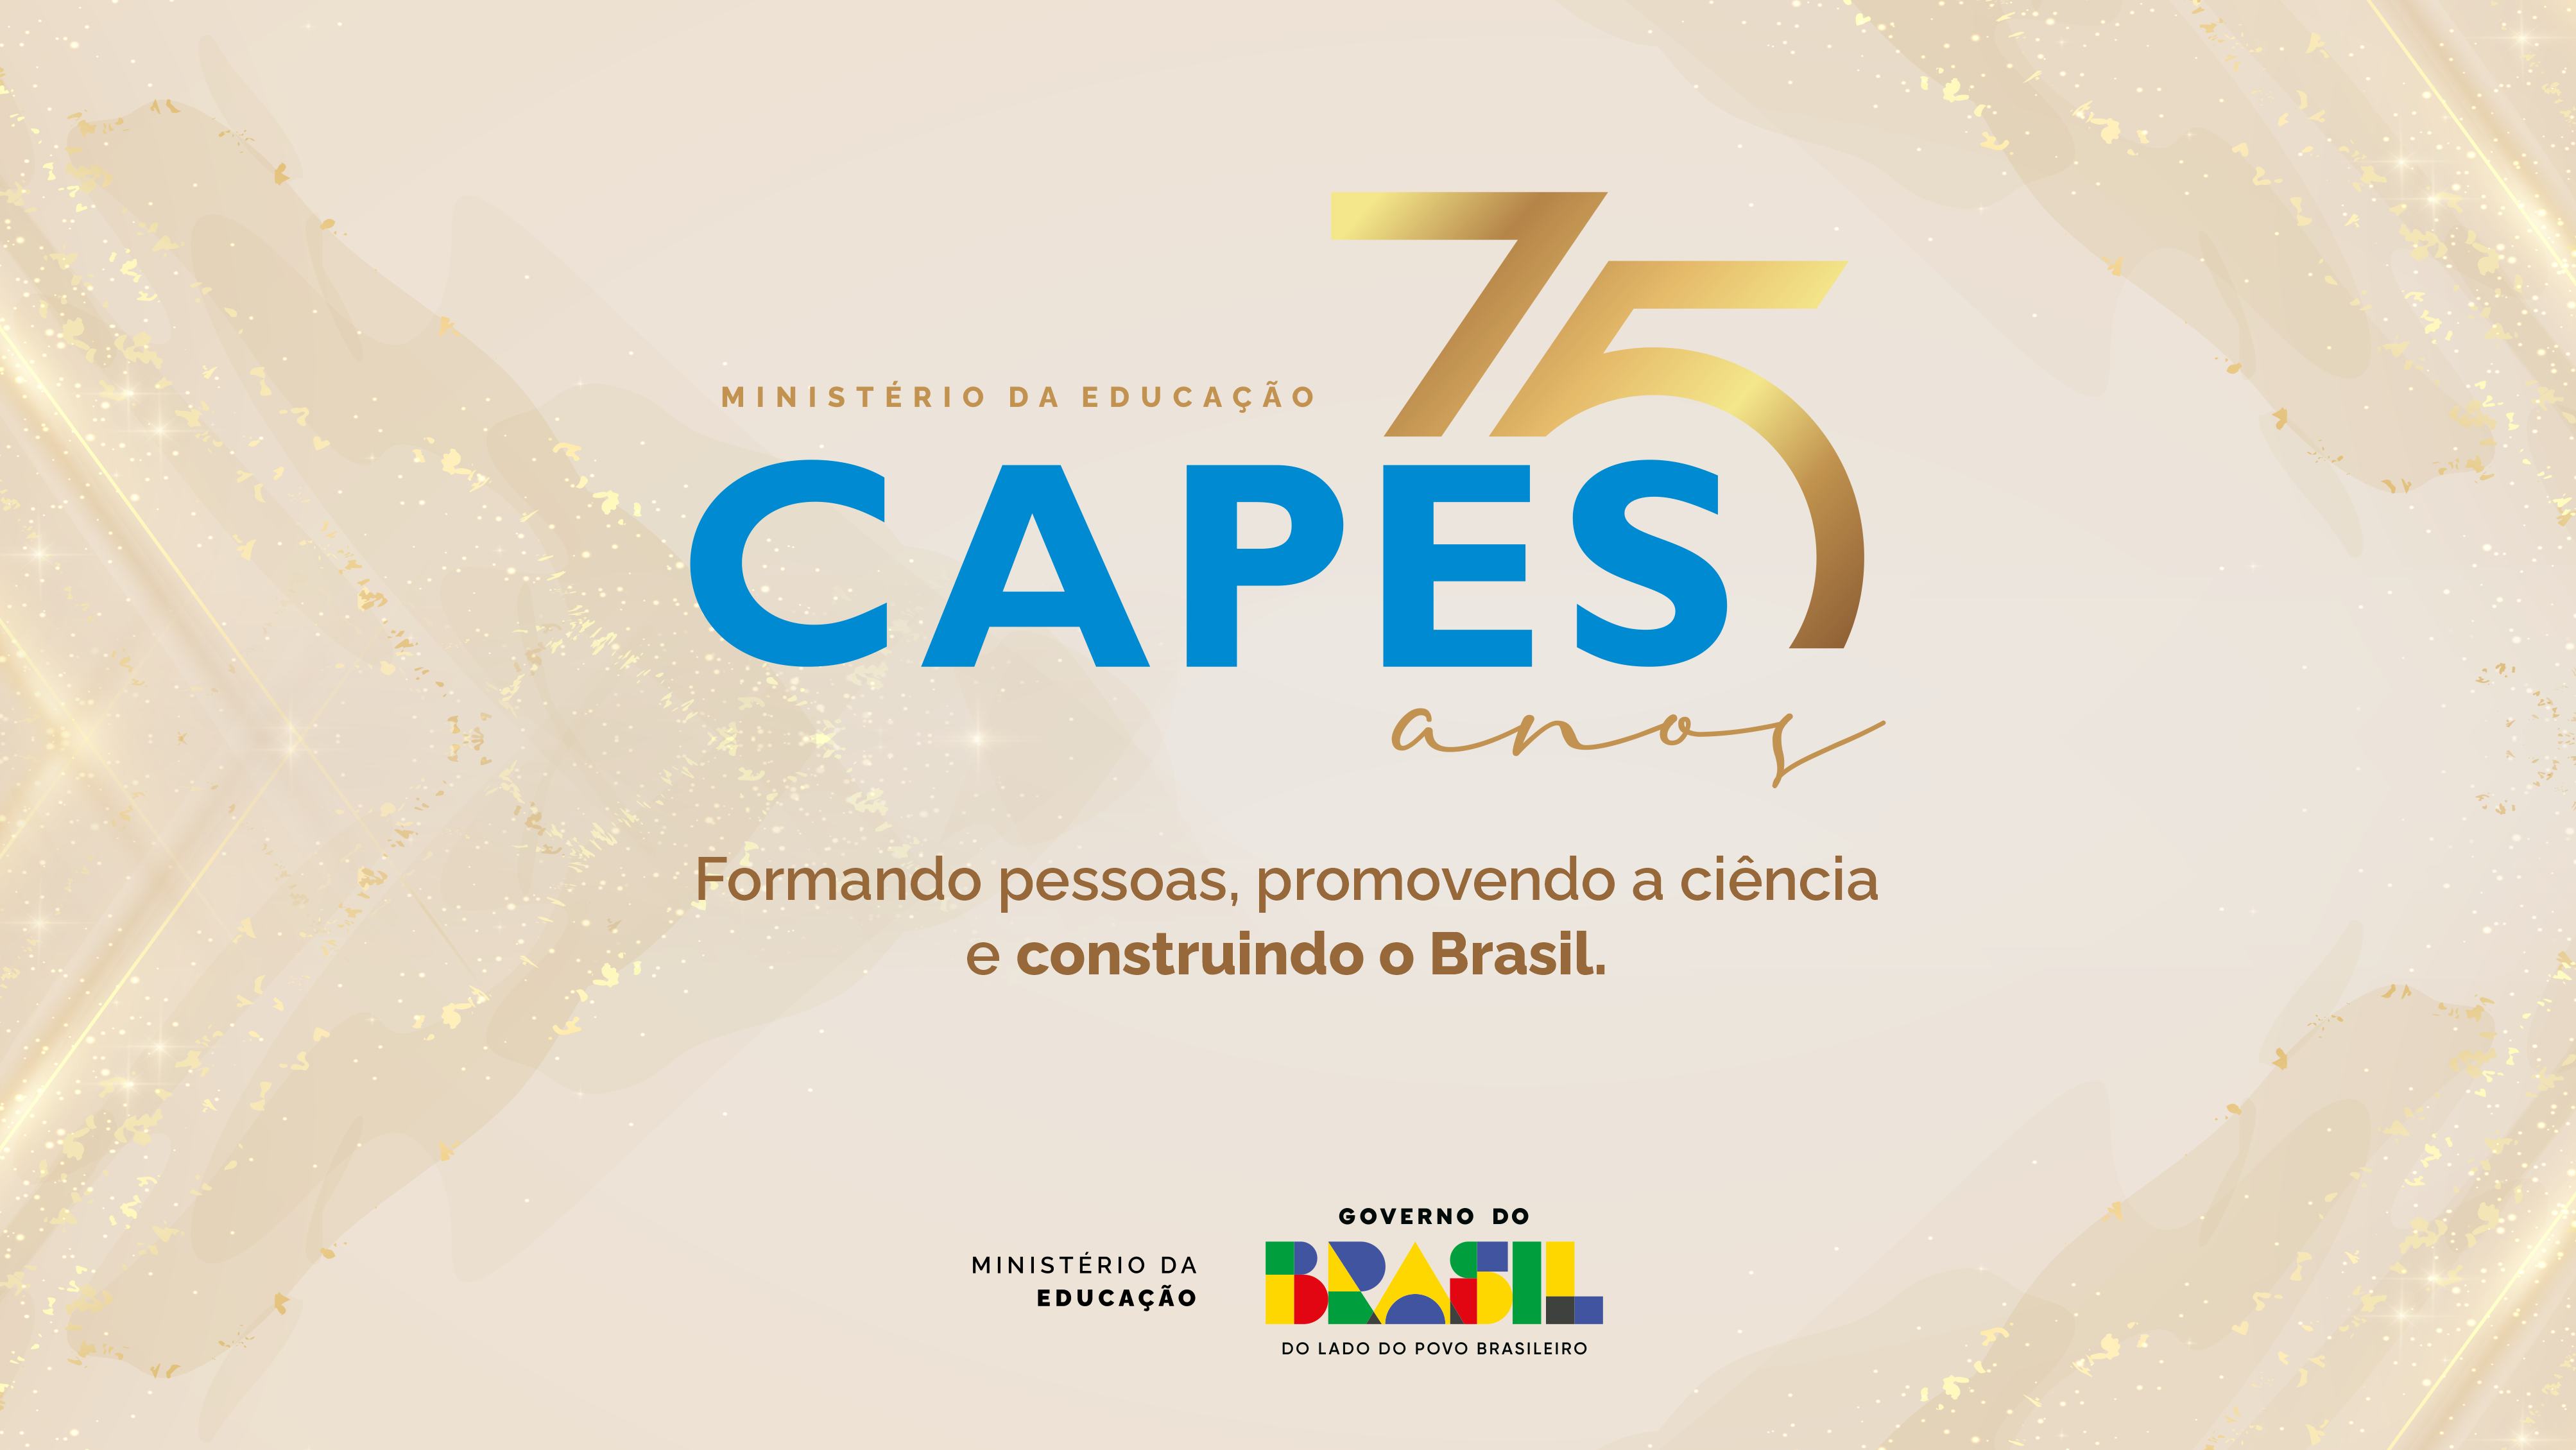 75
MINISTÉRIO DA EDUCAÇÃO
CAPES
anos
Formando pessoas, promovendo a ciência
e construindo o Brasil.
MINISTÉRIO DA
EDUCAÇÃO
GOVERNO DO
BRASIL
DO LADO DO POVO BRASILEIRO